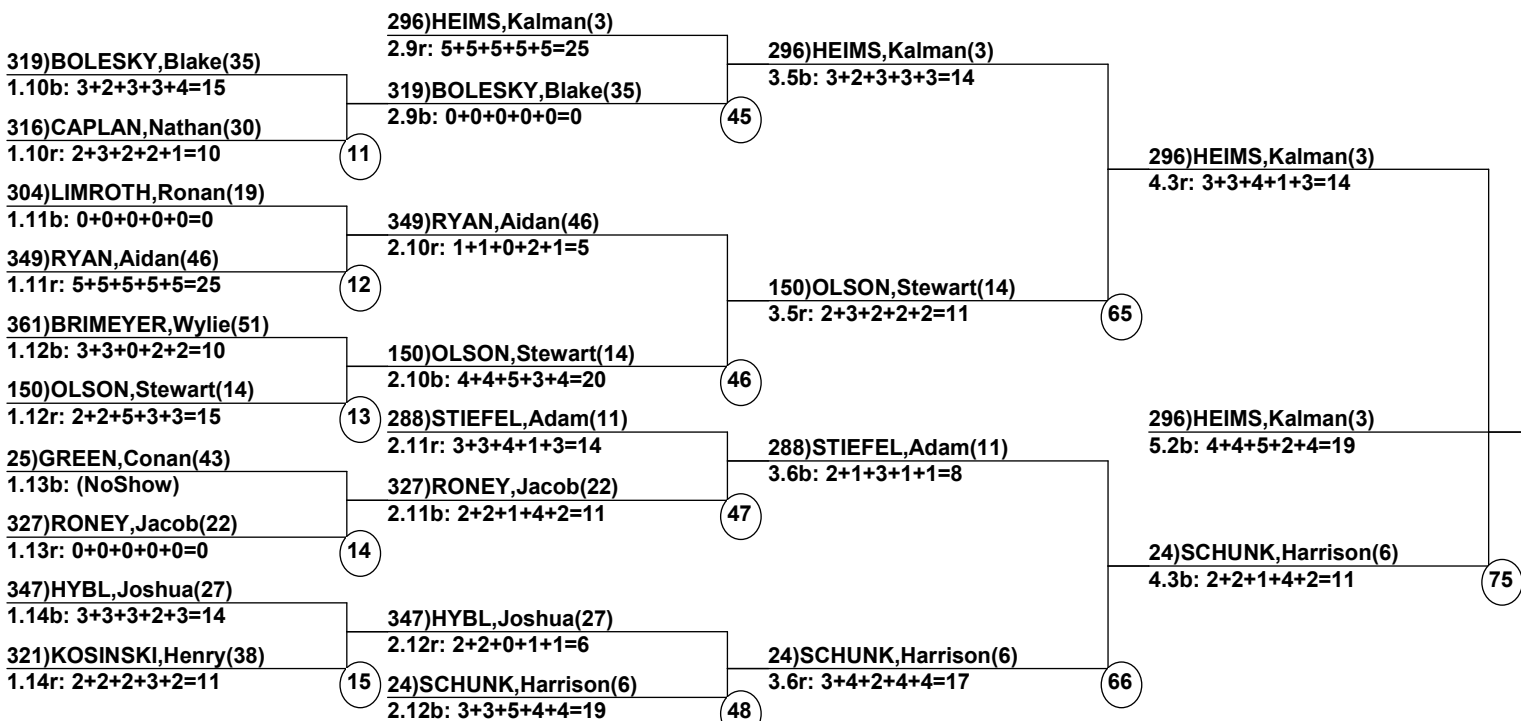 319)BOLESKY,Blake(35)
1.10b: 3+2+3+3+4=15
316)CAPLAN,Nathan(30)
1.10r: 2+3+2+2+1=10
11
304)LIMROTH,Ronan(19)
1.11b: 0+0+0+0+0=0
349)RYAN,Aidan(46)
1.11r: 5+5+5+5+5=25
12
361)BRIMEYER,Wylie(51)
1.12b: 3+3+0+2+2=10
150)OLSON,Stewart(14)
1.12r: 2+2+5+3+3=15
13
25)GREEN,Conan(43)
1.13b: (NoShow)
327)RONEY,Jacob(22)
1.13r: 0+0+0+0+0=0
14
347)HYBL,Joshua(27)
1.14b: 3+3+3+2+3=14
321)KOSINSKI,Henry(38)
1.14r: 2+2+2+3+2=11
15
296)HEIMS,Kalman(3)
2.9r: 5+5+5+5+5=25
319)BOLESKY,Blake(35)
2.9b: 0+0+0+0+0=0
45
349)RYAN,Aidan(46)
2.10r: 1+1+0+2+1=5
150)OLSON,Stewart(14)
2.10b: 4+4+5+3+4=20
46
288)STIEFEL,Adam(11)
2.11r: 3+3+4+1+3=14
327)RONEY,Jacob(22)
2.11b: 2+2+1+4+2=11
47
347)HYBL,Joshua(27)
2.12r: 2+2+0+1+1=6
24)SCHUNK,Harrison(6)
2.12b: 3+3+5+4+4=19
48
296)HEIMS,Kalman(3)
3.5b: 3+2+3+3+3=14
150)OLSON,Stewart(14)
3.5r: 2+3+2+2+2=11
65
288)STIEFEL,Adam(11)
3.6b: 2+1+3+1+1=8
24)SCHUNK,Harrison(6)
3.6r: 3+4+2+4+4=17
66
296)HEIMS,Kalman(3)
4.3r: 3+3+4+1+3=14
24)SCHUNK,Harrison(6)
4.3b: 2+2+1+4+2=11
75
296)HEIMS,Kalman(3)
5.2b: 4+4+5+2+4=19